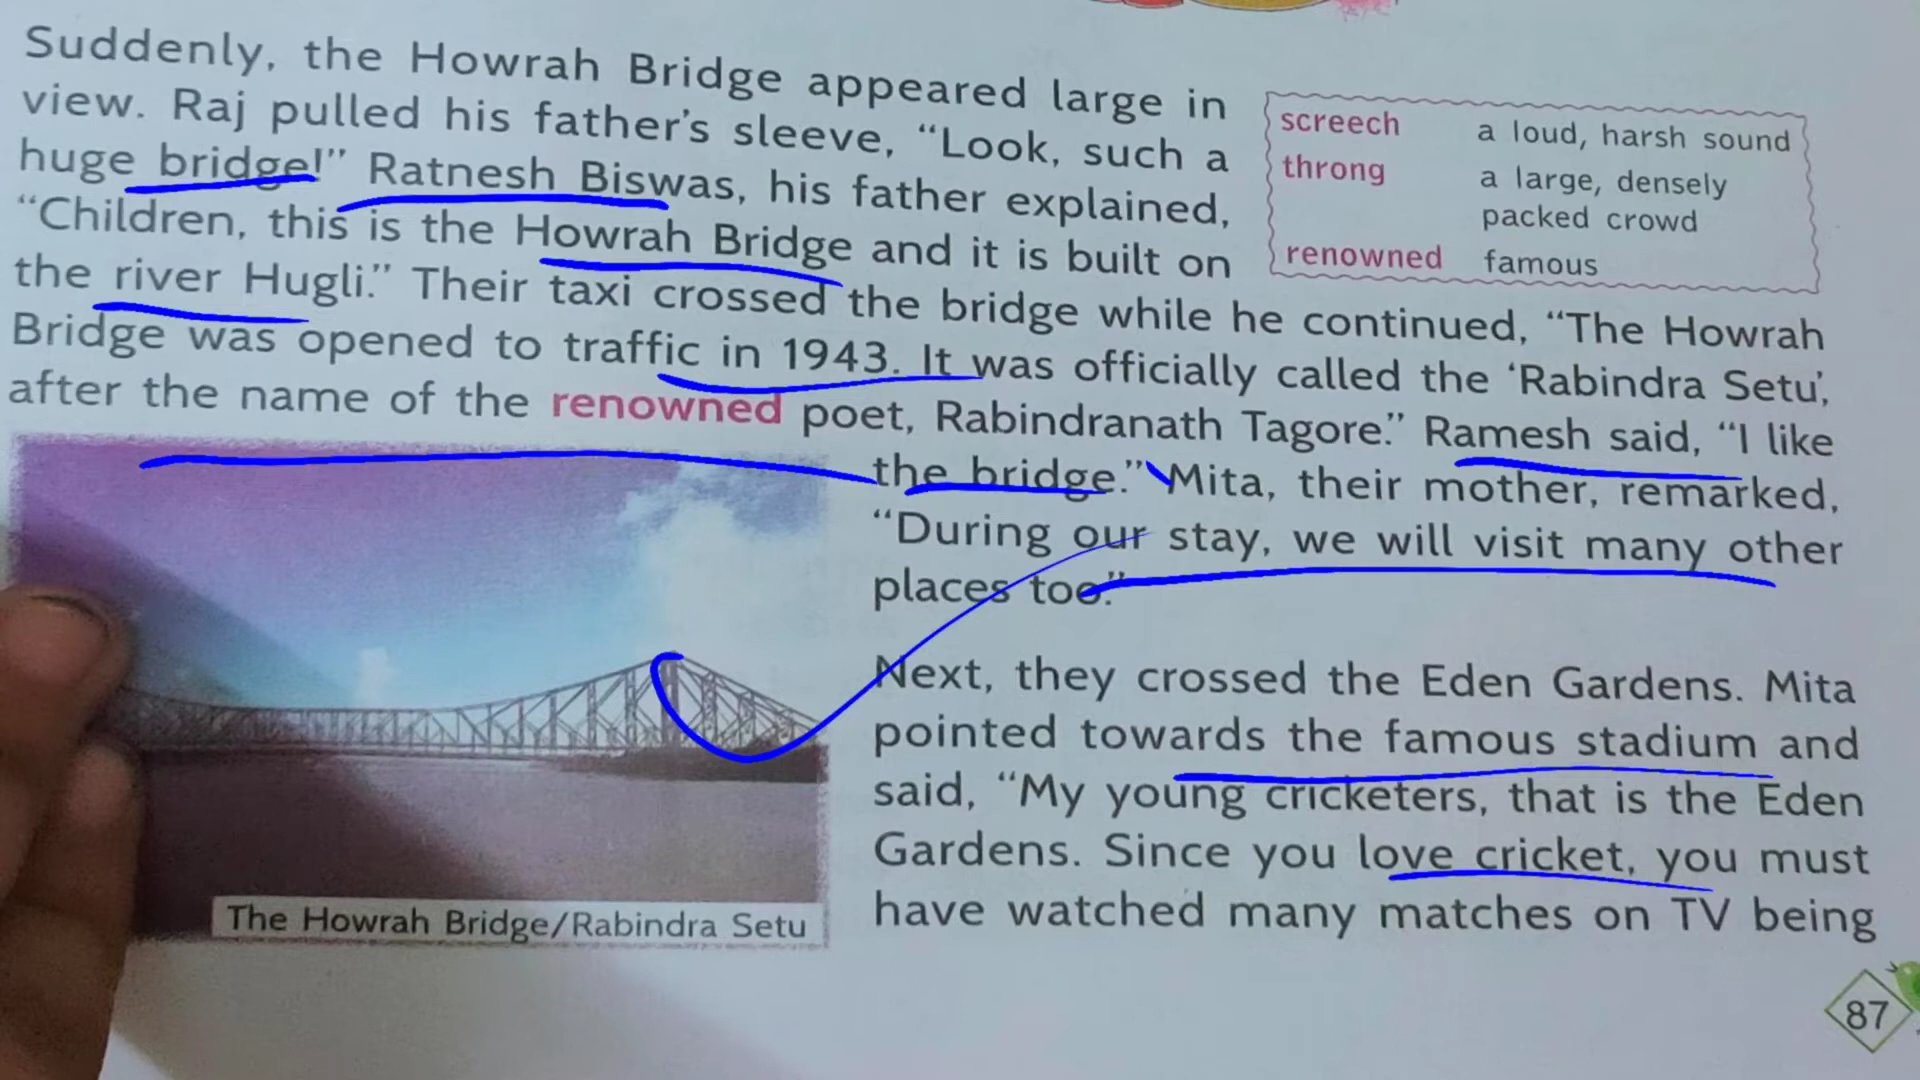 Suddenly, the Howrah Bridge appeared large in
view. Raj pulled his father's sleeve, “Look, such a
huge bridge!” Ratnesh Biswas, his father explained,
“Children, this is the Howrah Bridge and it is built on
the river Hugli.” Their taxi crossed the bridge while he continued, “The Howrah
Bridge was opened to traffic in 1943. It was officially called the ‘Rabindra Setu’,
after the name of the renowned poet, Rabindranath Tagore.” Ramesh said, “I like
the bridge.” Mita, their mother, remarked,
“During our stay, we will visit many other
places too.”
screech a loud, harsh sound
throng a large, densely
packed crowd
renowned famous
Next, they crossed the Eden Gardens. Mita
pointed towards the famous stadium and
said, “My young cricketers, that is the Eden
Gardens. Since you love cricket, you must
have watched many matches on TV being
The Howrah Bridge/Rabindra Setu
87